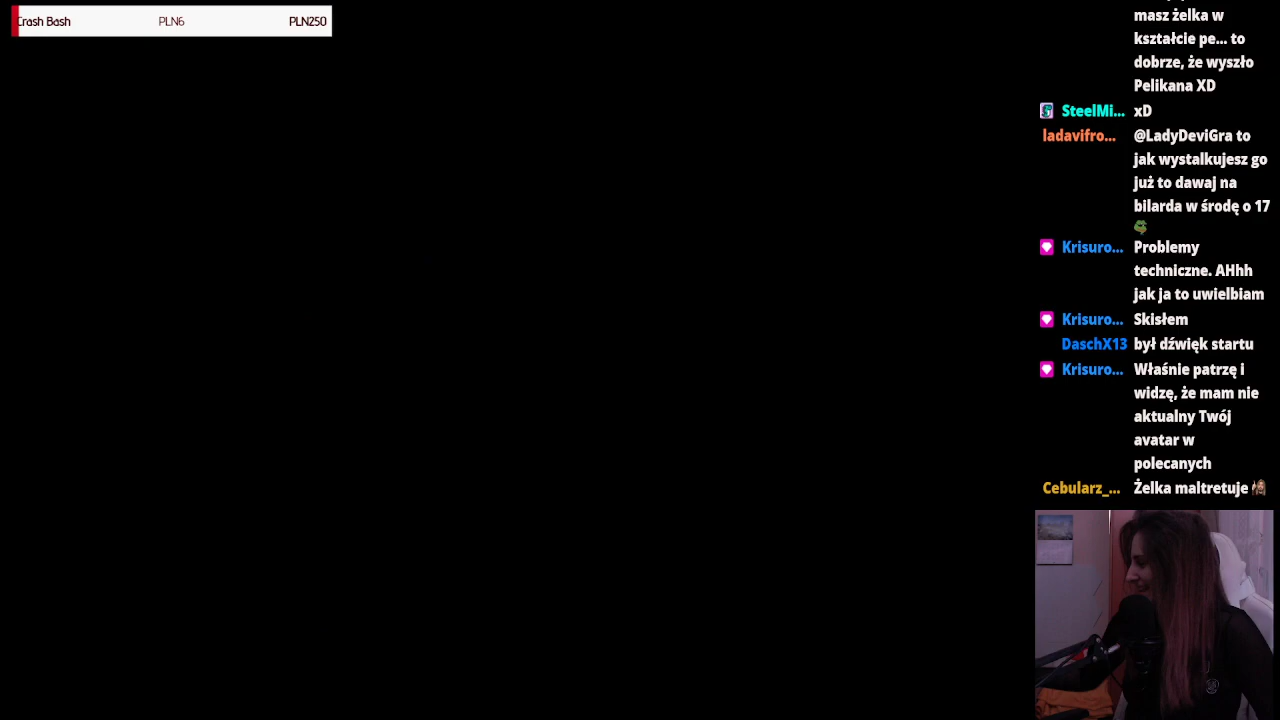 Crash Bash PLN6 PLN250
masz żelka w
kształcie pe... to
dobrze, że wyszło
Pelikana XD
SteelMi... xD
ladavifro... @LadyDeviGra to
jak wystalkujesz go
już to dawaj na
bilarda w środę o 17
Krisuro... Problemy
techniczne. AHhh
jak ja to uwielbiam
Krisuro... Skisłem
DaschX13 był dźwięk startu
Krisuro... Właśnie patrzę i
widzę, że mam nie
aktualny Twój
avatar w
polecanych
Cebularz_... Żelka maltretuje